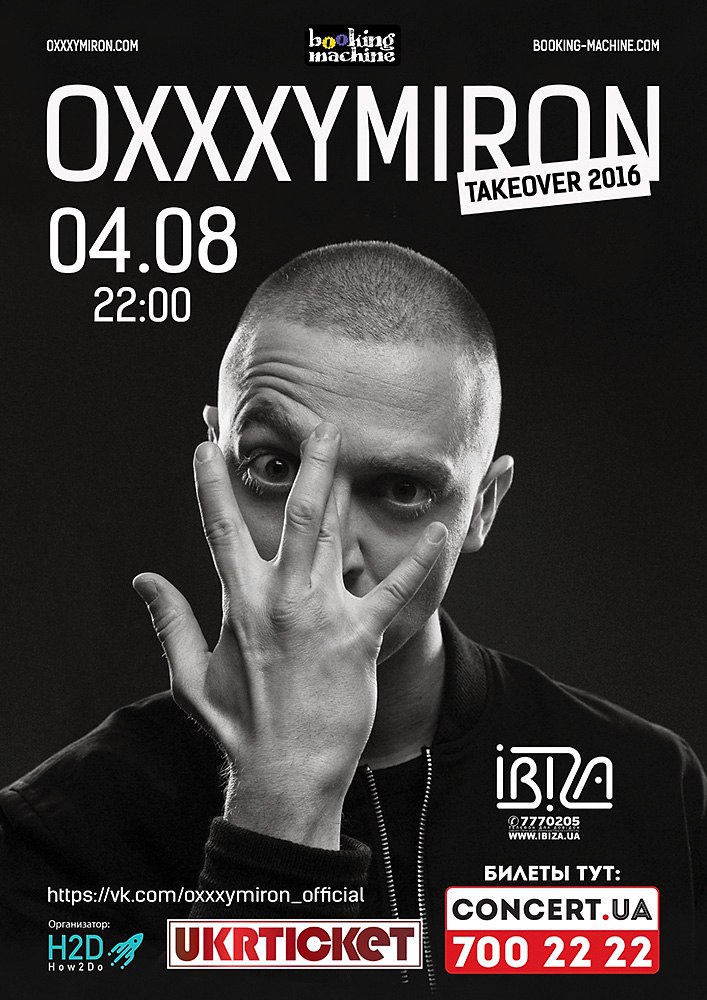 OXXXYMIRON.COM
booking machine
BOOKING-MACHINE.COM
OXXXYMIRON
TAKEOVER 2016
04.08
22:00
IBIZA
✆7770205
WWW.IBIZA.UA
БИЛЕТЫ ТУТ:
CONCERT.UA
700 22 22
https://vk.com/oxxxymiron_official
Организатор:
H2D
How2Do
UKRTICKET